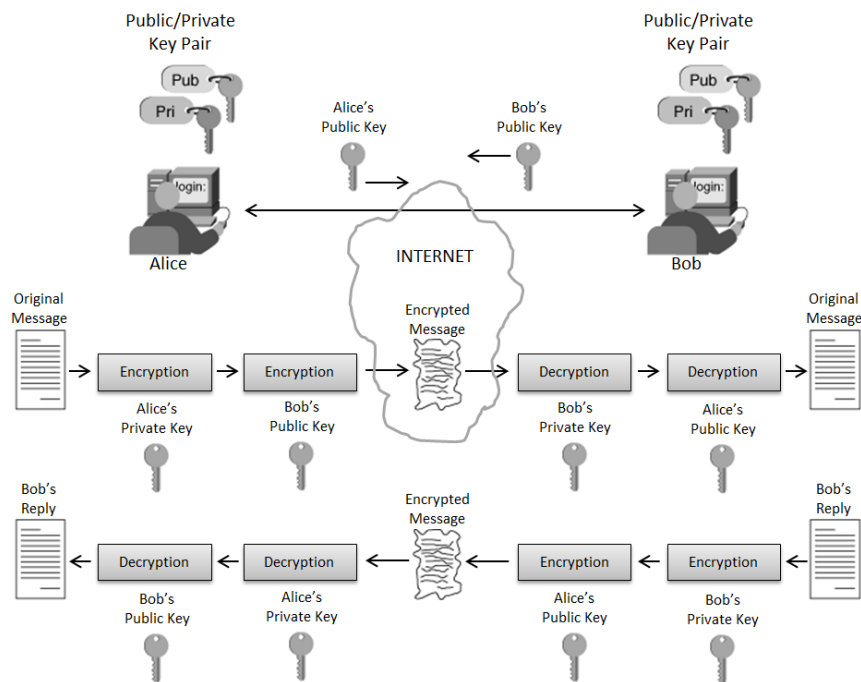 Public/Private
Key Pair
Pub
Pri
login:
Alice
Alice's
Public Key
Bob's
Public Key
Public/Private
Key Pair
Pub
Pri
login:
Bob
INTERNET
Original
Message
Encryption
Alice's
Private Key
Encryption
Bob's
Public Key
Encrypted
Message
Decryption
Bob's
Private Key
Decryption
Alice's
Public Key
Original
Message
Bob's
Reply
Decryption
Bob's
Public Key
Decryption
Alice's
Private Key
Encrypted
Message
Encryption
Alice's
Public Key
Encryption
Bob's
Private Key
Bob's
Reply